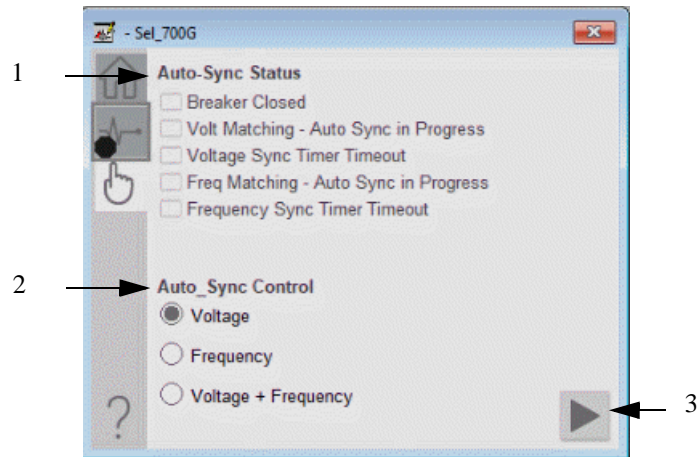 - Sel_700G
1
Auto-Sync Status
Breaker Closed
Volt Matching - Auto Sync in Progress
Voltage Sync Timer Timeout
Freq Matching - Auto Sync in Progress
Frequency Sync Timer Timeout
2
Auto_Sync Control
Voltage
Frequency
Voltage + Frequency
?
3